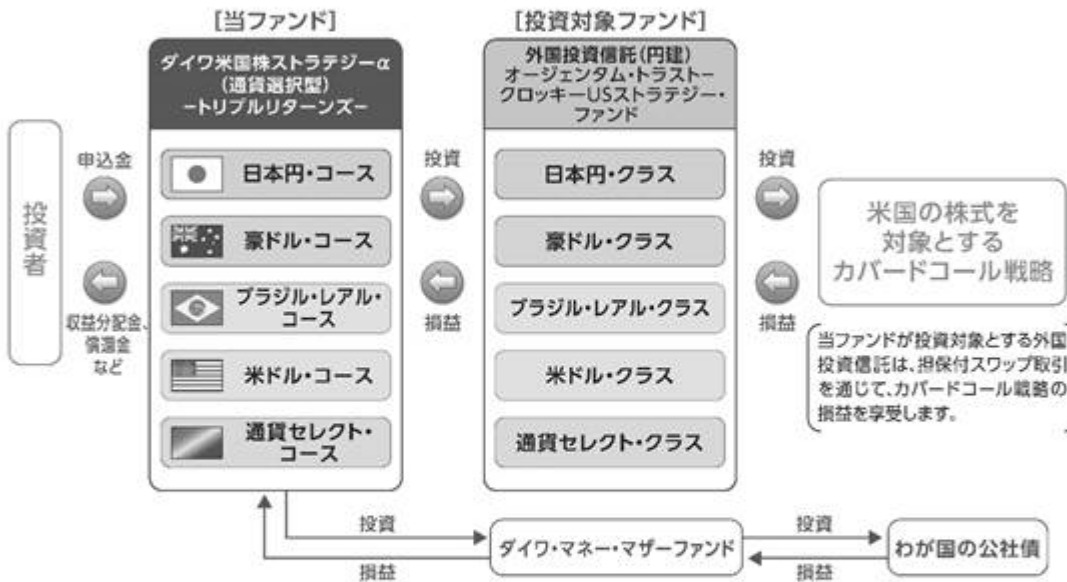 [当ファンド]
[投資対象ファンド]
ダイワ米国株ストラテジーα
(通貨選択型)
ートリプルリターンズー
外国投資信託(円建)
オージェンタム・トラストー
クロッキーUSストラテジー・
ファンド
投資者
申込金
収益分配金、
償還金
など
日本円・コース
豪ドル・コース
ブラジル・レアル・
コース
米ドル・コース
通貨セレクト・
コース
投資
損益
日本円・クラス
豪ドル・クラス
ブラジル・レアル・クラス
米ドル・クラス
通貨セレクト・クラス
投資
損益
米国の株式を
対象とする
カバードコール戦略
当ファンドが投資対象とする外国
投資信託は、担保付スワップ取引
を通じて、カバードコール戦略の
損益を享受します。
投資
損益
ダイワ・マネー・マザーファンド
投資
損益
わが国の公社債